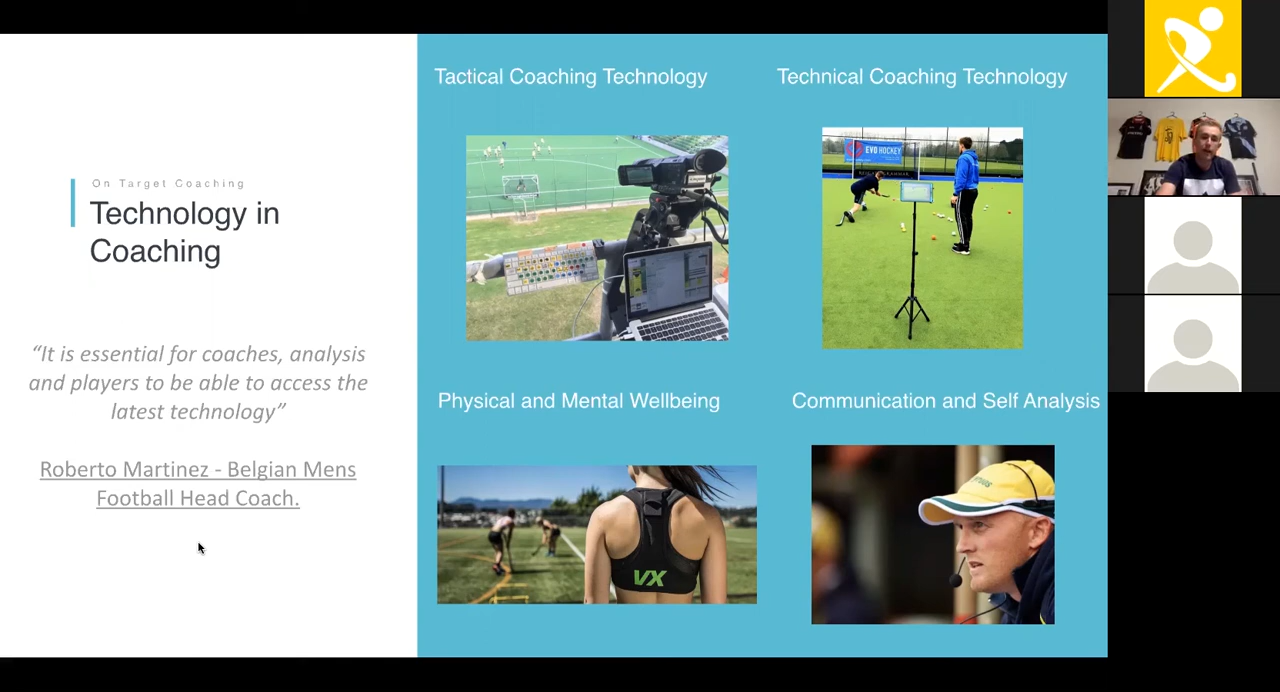 On Target Coaching
Technology in
Coaching
“It is essential for coaches, analysis
and players to be able to access the
latest technology”
Roberto Martinez - Belgian Mens
Football Head Coach.
Tactical Coaching Technology
Technical Coaching Technology
EVO HOCKEY
Physical and Mental Wellbeing
Communication and Self Analysis
VX